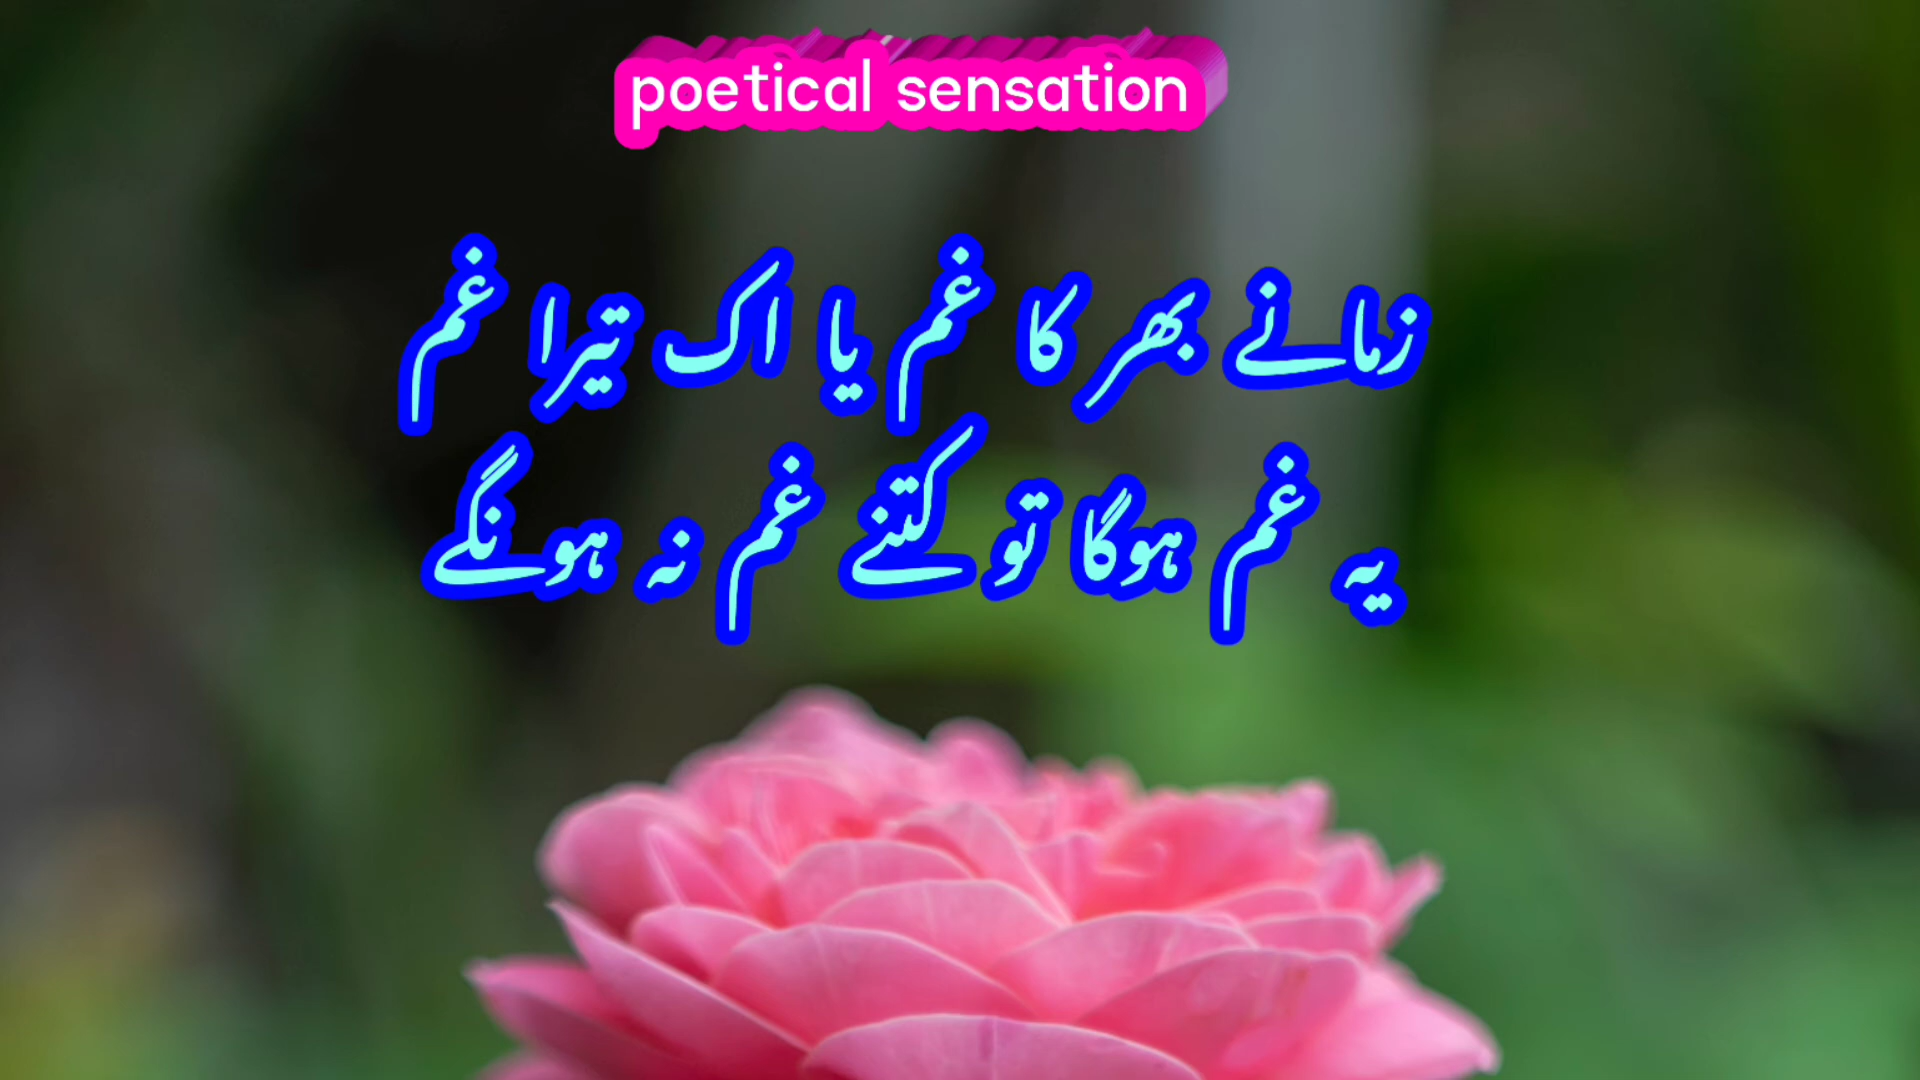 poetical sensation
زمانے بھر کا غم یا اک تیرا غم
یہ غم ہوگا تو کتنے غم نہ ہونگے